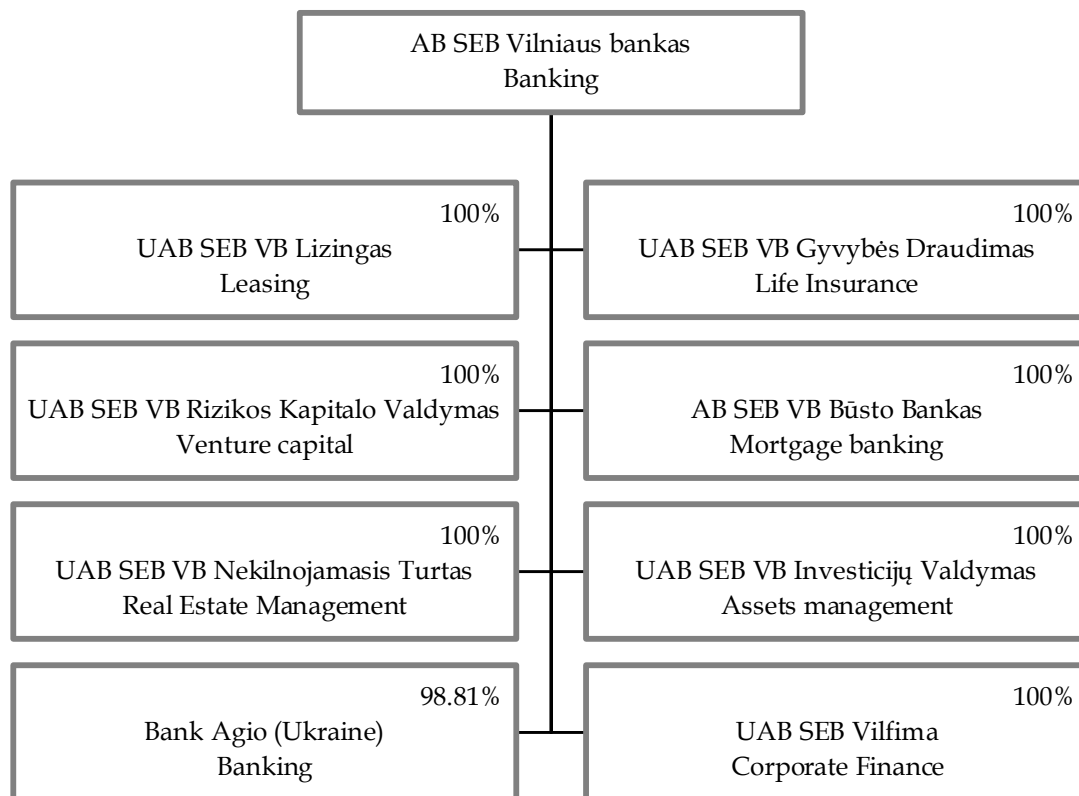 AB SEB Vilniaus bankas
Banking
100%
UAB SEB VB Lizingas
Leasing
100%
UAB SEB VB Gyvybės Draudimas
Life Insurance
100%
UAB SEB VB Rizikos Kapitalo Valdymas
Venture capital
100%
AB SEB VB Būsto Bankas
Mortgage banking
100%
UAB SEB VB Nekilnojamasis Turtas
Real Estate Management
100%
UAB SEB VB Investicijų Valdymas
Assets management
98.81%
Bank Agio (Ukraine)
Banking
100%
UAB SEB Vilfima
Corporate Finance